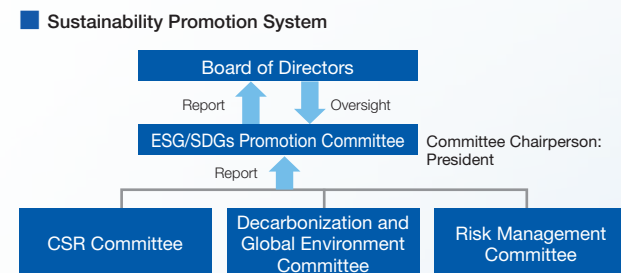 Sustainability Promotion System
Board of Directors
Report
Oversight
ESG/SDGs Promotion Committee
Committee Chairperson:
President
Report
CSR Committee
Decarbonization and
Global Environment
Committee
Risk Management
Committee